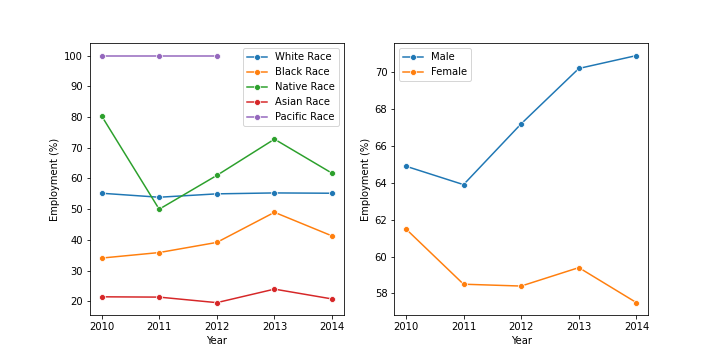 100
90
80
70
60
50
40
30
20
Employment (%)
2010 2011 2012 2013 2014
Year
White Race
Black Race
Native Race
Asian Race
Pacific Race
70
68
66
64
62
60
58
Employment (%)
2010 2011 2012 2013 2014
Year
Male
Female